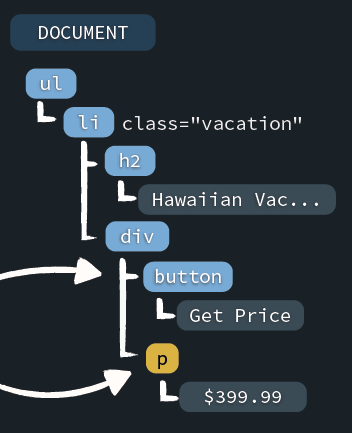 DOCUMENT
ul
li class="vacation"
h2
Hawaiian Vac...
div
button
Get Price
p
$399.99